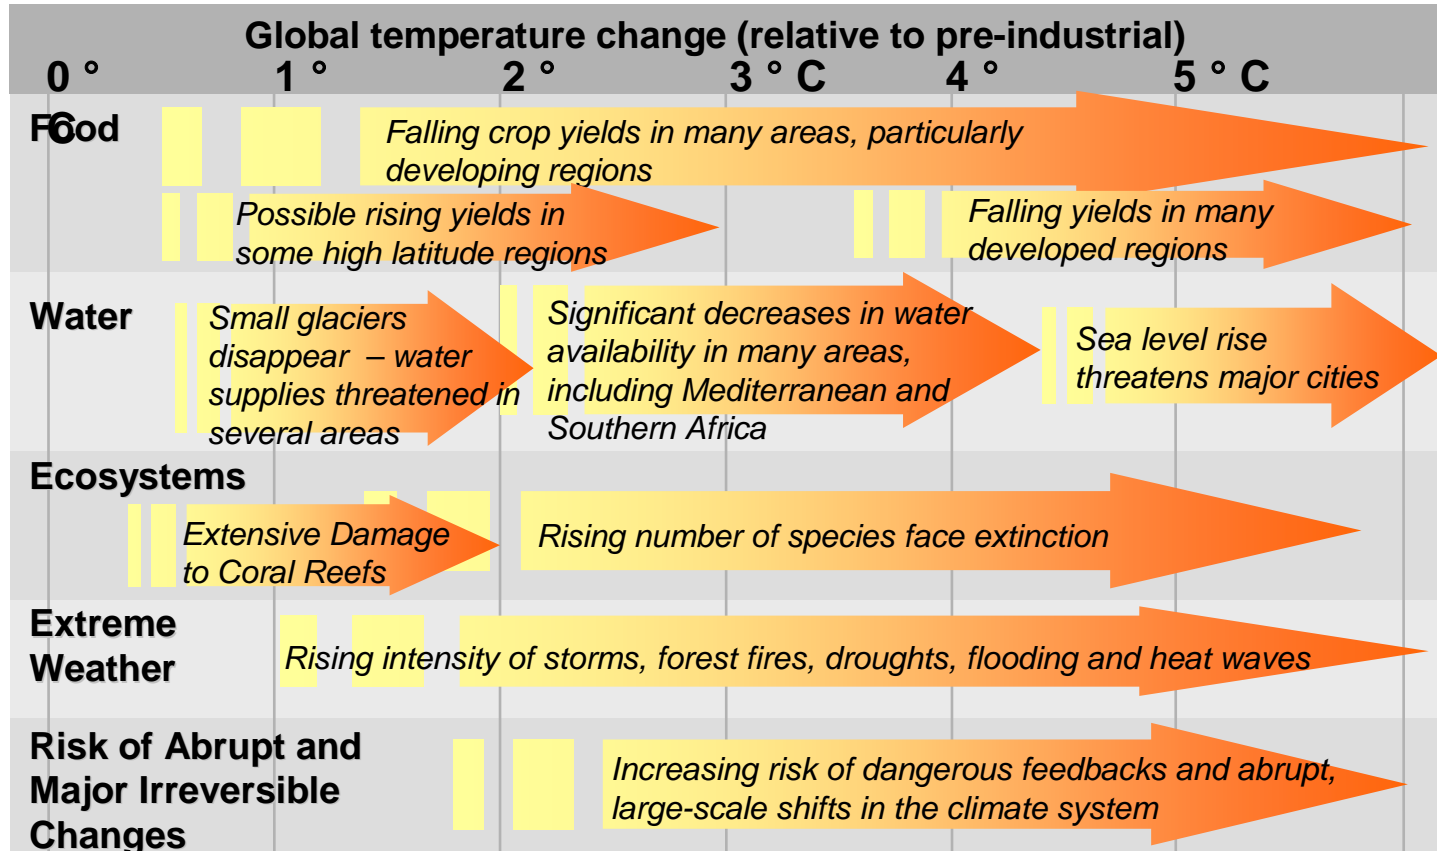 Global temperature change (relative to pre-industrial)
0 ° C
1 °
2 °
3 ° C
4 °
5 ° C
Food
Falling crop yields in many areas, particularly
developing regions
Possible rising yields in
some high latitude regions
Falling yields in many
developed regions
Water
Small glaciers
disappear – water
supplies threatened in
several areas
Significant decreases in water
availability in many areas,
including Mediterranean and
Southern Africa
Sea level rise
threatens major cities
Ecosystems
Extensive Damage
to Coral Reefs
Rising number of species face extinction
Extreme
Weather
Rising intensity of storms, forest fires, droughts, flooding and heat waves
Risk of Abrupt and
Major Irreversible
Changes
Increasing risk of dangerous feedbacks and abrupt,
large-scale shifts in the climate system